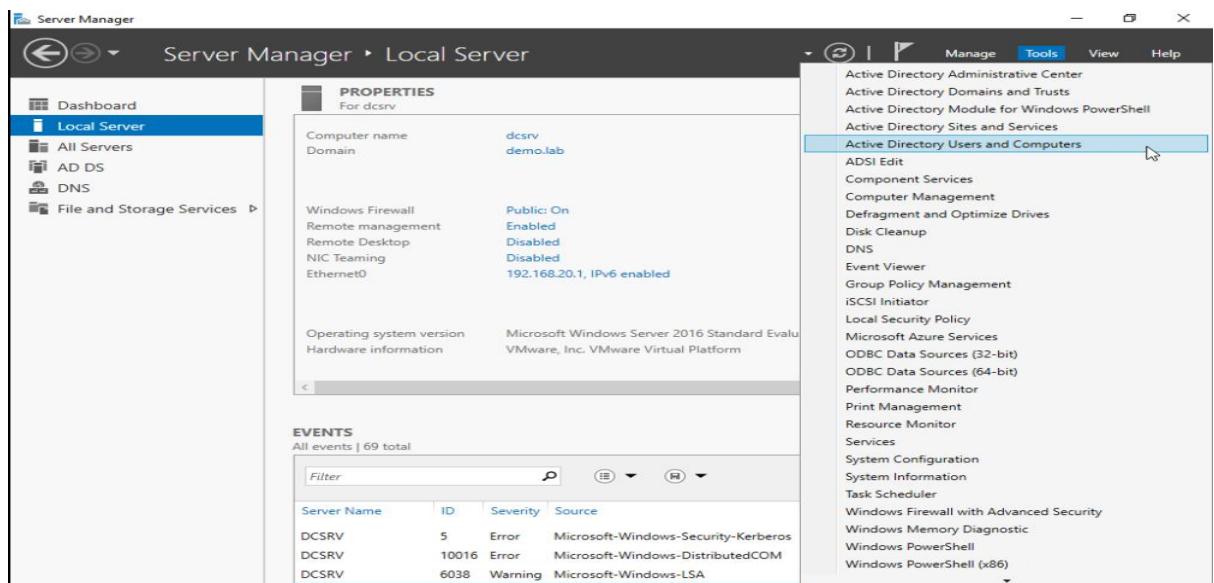 Server Manager
Server Manager • Local Server
Manage Tools View Help
Dashboard
Local Server
All Servers
AD DS
DNS
File and Storage Services
PROPERTIES
For dcsrv
Computer name dcsrv
Domain demo.lab
Windows Firewall Public: On
Remote management Enabled
Remote Desktop Disabled
NIC Teaming Disabled
Ethernet0 192.168.20.1, IPv6 enabled
Operating system version Microsoft Windows Server 2016 Standard Evalu
Hardware information VMware, Inc. VMware Virtual Platform
EVENTS
All events | 69 total
Filter
Server Name ID Severity Source
DCSRV 5 Error Microsoft-Windows-Security-Kerberos
DCSRV 10016 Error Microsoft-Windows-DistributedCOM
DCSRV 6038 Warning Microsoft-Windows-LSA
Active Directory Administrative Center
Active Directory Domains and Trusts
Active Directory Module for Windows PowerShell
Active Directory Sites and Services
Active Directory Users and Computers
ADSI Edit
Component Services
Computer Management
Defragment and Optimize Drives
Disk Cleanup
DNS
Event Viewer
Group Policy Management
iSCSI Initiator
Local Security Policy
Microsoft Azure Services
ODBC Data Sources (32-bit)
ODBC Data Sources (64-bit)
Performance Monitor
Print Management
Resource Monitor
Services
System Configuration
System Information
Task Scheduler
Windows Firewall with Advanced Security
Windows Memory Diagnostic
Windows PowerShell
Windows PowerShell (x86)